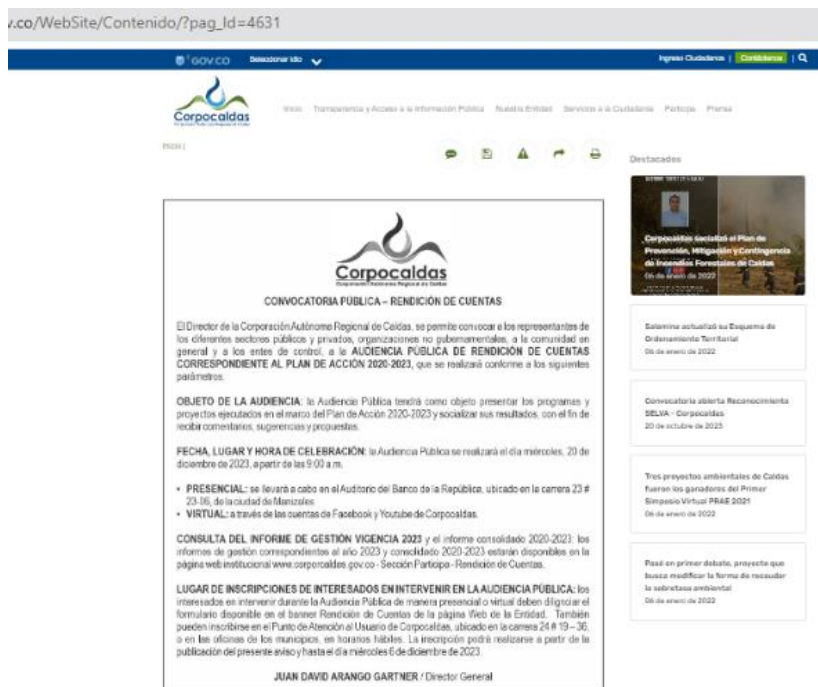 v.co/WebSite/Contenido/?pag_Id=4631
GOV.CO
Seleccionar Idio
Ingreso Ciudadanos | Contáctenos |
Corpocaldas
Inicio Transparencia y Acceso a la Información Pública Nuestra Entidad Servicios a la Ciudadanía Participa Prensa
Inicio |
Corpocaldas
Corporación Autónoma Regional de Caldas
CONVOCATORIA PÚBLICA – RENDICIÓN DE CUENTAS
El Director de la Corporación Autónoma Regional de Caldas, se permite convocar a los representantes de
los diferentes sectores públicos y privados, organizaciones no gubernamentales, a la comunidad en
general y a los entes de control, a la AUDIENCIA PÚBLICA DE RENDICIÓN DE CUENTAS
CORRESPONDIENTE AL PLAN DE ACCIÓN 2020-2023, que se realizará conforme a los siguientes
parámetros:
OBJETO DE LA AUDIENCIA: la Audiencia Pública tendrá como objeto presentar los programas y
proyectos ejecutados en el marco del Plan de Acción 2020-2023 y socializar sus resultados, con el fin de
recibir comentarios, sugerencias y propuestas.
FECHA, LUGAR Y HORA DE CELEBRACIÓN: la Audiencia Pública se realizará el día miércoles, 20 de
diciembre de 2023, a partir de las 9:00 a.m.
• PRESENCIAL: se llevará a cabo en el Auditorio del Banco de la República, ubicado en la carrera 23 #
23-06, de la ciudad de Manizales
• VIRTUAL: a través de las cuentas de Facebook y Youtube de Corpocaldas.
CONSULTA DEL INFORME DE GESTIÓN VIGENCIA 2023 y el informe consolidado 2020-2023: los
informes de gestión correspondientes al año 2023 y consolidado 2020-2023 estarán disponibles en la
página web institucional www.corporcaldas.gov.co - Sección Participa - Rendición de Cuentas.
LUGAR DE INSCRIPCIONES DE INTERESADOS EN INTERVENIR EN LA AUDIENCIA PÚBLICA: los
interesados en intervenir durante la Audiencia Pública de manera presencial o virtual deben diligenciar el
formulario disponible en el banner Rendición de Cuentas de la página Web de la Entidad. También
pueden inscribirse en el Punto de Atención al Usuario de Corpocaldas, ubicado en la carrera 24 # 19 – 36,
o en las oficinas de los municipios, en horarios hábiles. La inscripción podrá realizarse a partir de la
publicación del presente aviso y hasta el día miércoles 6 de diciembre de 2023.
JUAN DAVID ARANGO GARTNER / Director General
Destacados
Corpocaldas socializó el Plan de
Prevención, Mitigación y Contingencia
de Incendios Forestales de Caldas
06 de enero de 2022
Salamina actualizó su Esquema de
Ordenamiento Territorial
06 de enero de 2022
Convocatoria abierta Reconocimiento
SELVA - Corpocaldas
20 de octubre de 2023
Tres proyectos ambientales de Caldas
fueron los ganadores del Primer
Simposio Virtual PRAE 2021
06 de enero de 2022
Pasó en primer debate, proyecto que
busca modificar la forma de recaudar
la sobretasa ambiental
06 de enero de 2022